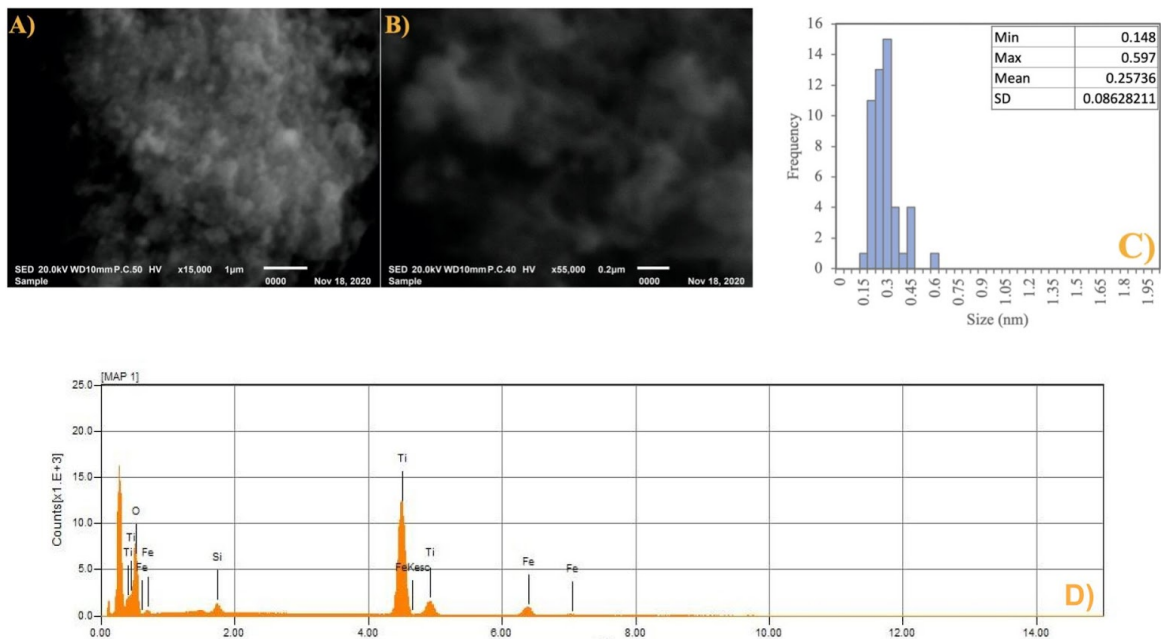 A)
SED 20.0kV WD10mm P.C.50 HV x15,000 1μm
0000
Sample
Nov 18, 2020
B)
SED 20.0kV WD10mm P.C.40 HV x55,000 0.2μm
0000
Sample
Nov 18, 2020
Min 0.148
Max 0.597
Mean 0.25736
SD 0.08628211
16
14
12
10
8
6
4
2
0
Frequency
0 0.15 0.3 0.45 0.6 0.75 0.9 1.05 1.2 1.35 1.5 1.65 1.8 1.95
Size (nm)
C)
[MAP 1]
25.0
20.0
15.0
10.0
5.0
0.0
Counts[x1.E+3]
Ti
O
Ti
Ti
Fe
Fe
Si
FeKesc
Ti
Fe
Fe
0.00 2.00 4.00 6.00 8.00 10.00 12.00 14.00
D)